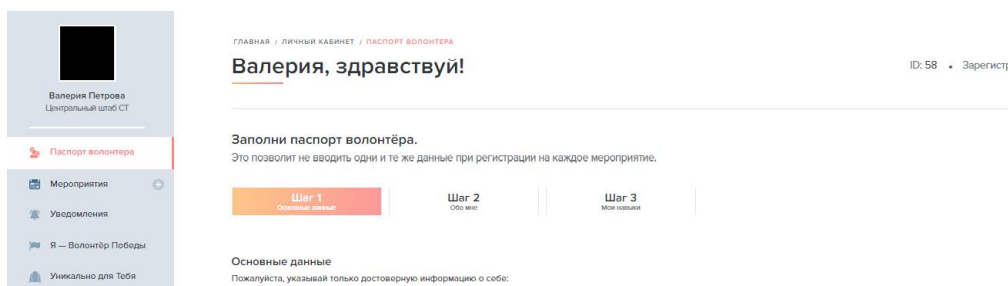 ГЛАВНАЯ / ЛИЧНЫЙ КАБИНЕТ / ПАСПОРТ ВОЛОНТЕРА
Валерия, здравствуй!
ID: 58 • Зарегистр
Валерия Петрова
Центральный штаб СТ
Паспорт волонтера
Мероприятия
Уведомления
Я — Волонтёр Победы
Уникально для Тебя
Заполни паспорт волонтёра.
Это позволит не вводить одни и те же данные при регистрации на каждое мероприятие.
Шаг 1
Основные данные
Шаг 2
Обо мне
Шаг 3
Мои навыки
Основные данные
Пожалуйста, указывай только достоверную информацию о себе: